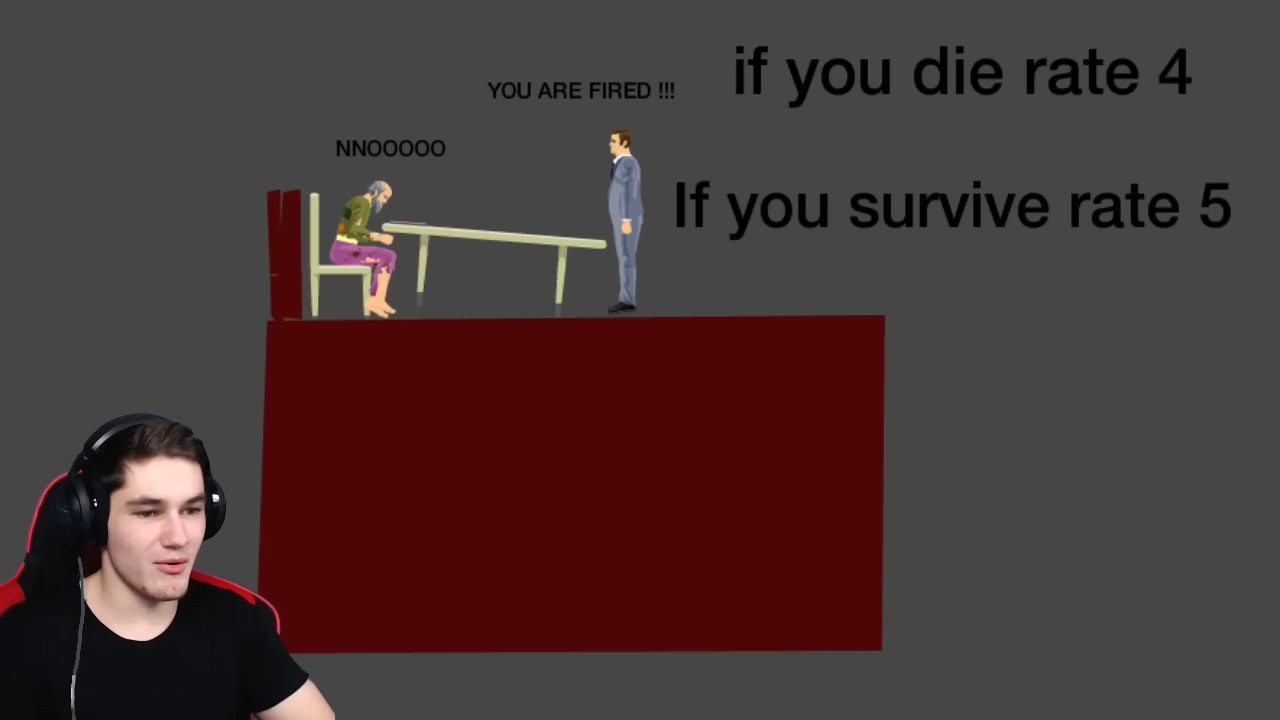 if you die rate 4
YOU ARE FIRED !!!
NNOOOOO
If you survive rate 5